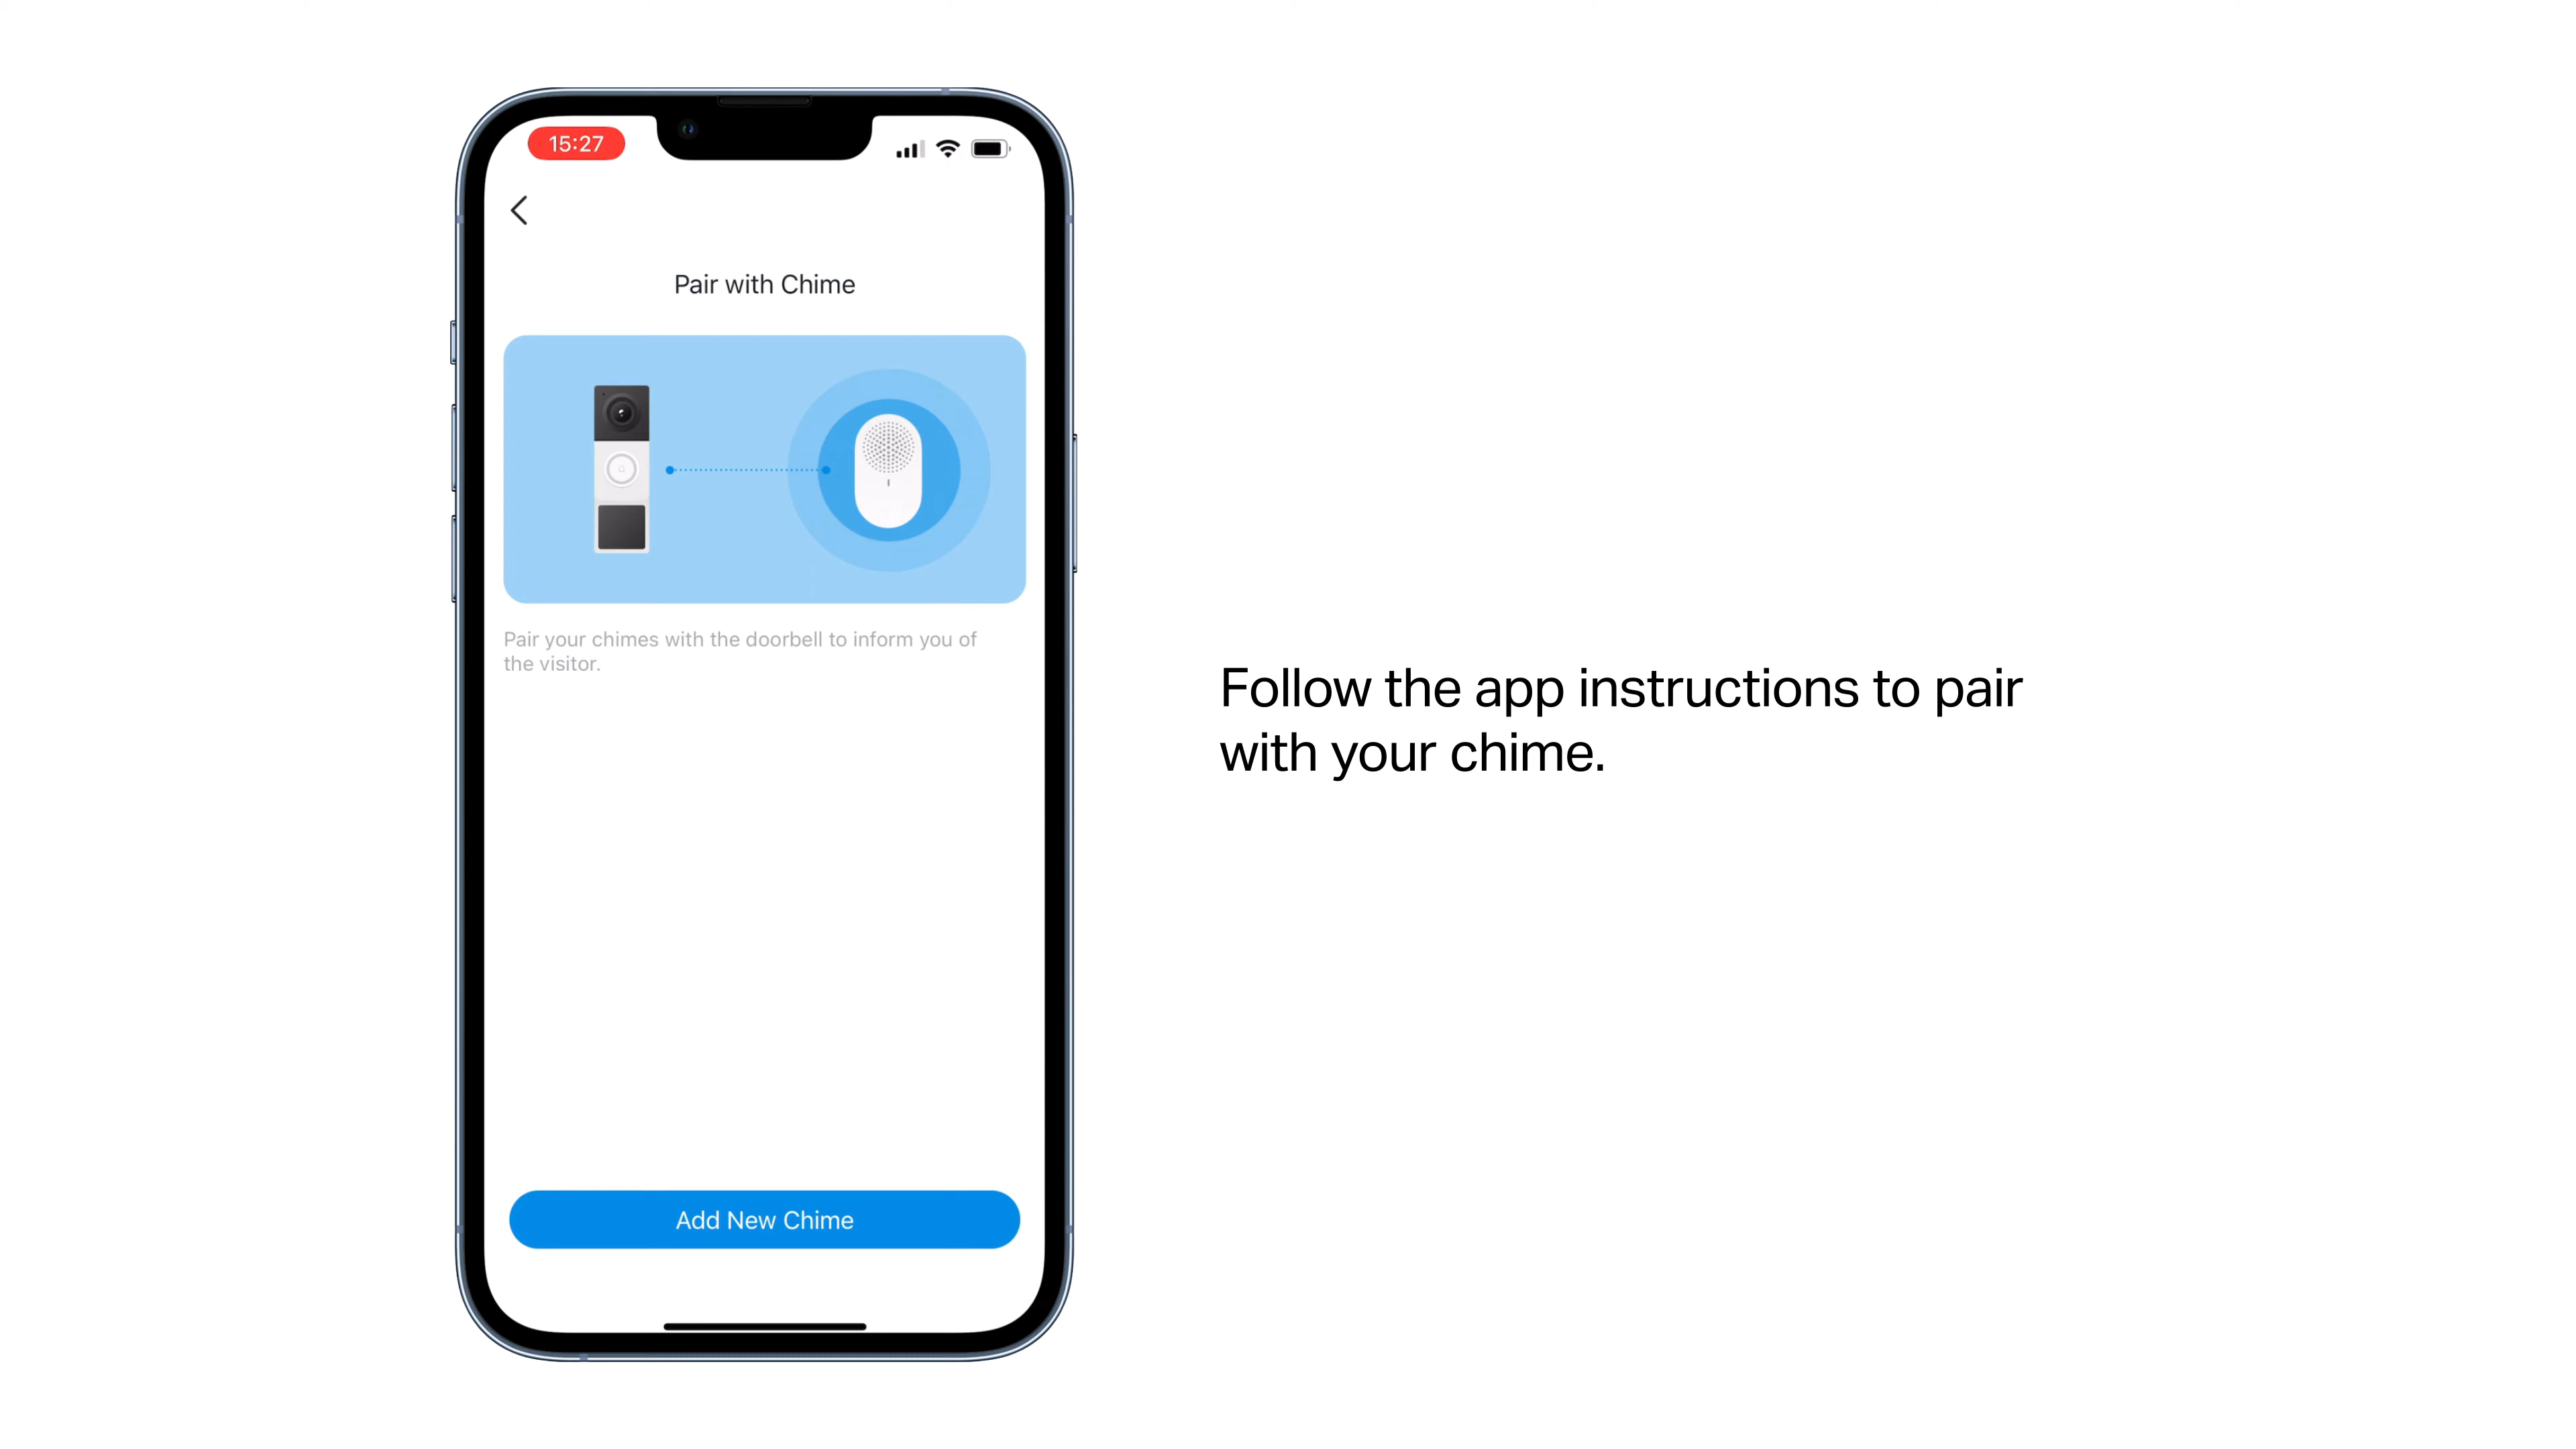 15:27
Pair with Chime
Pair your chimes with the doorbell to inform you of
the visitor.
Follow the app instructions to pair
with your chime.
Add New Chime